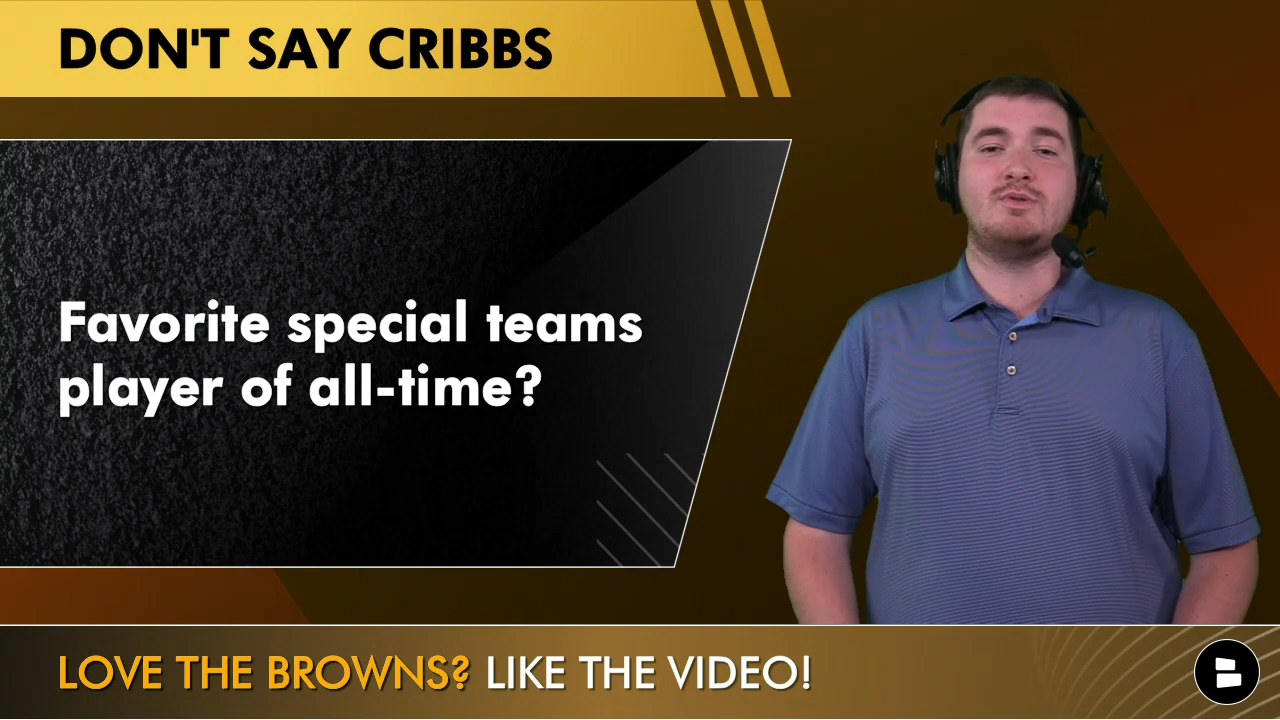 DON'T SAY CRIBBS
Favorite special teams
player of all-time?
LOVE THE BROWNS? LIKE THE VIDEO!